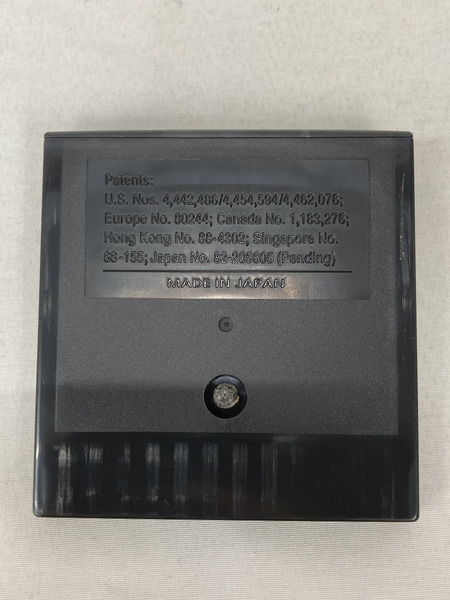 Patents:
U.S. Nos. 4,442,486/4,454,594/4,462,076;
Europe No. 80244; Canada No. 1,183,276;
Hong Kong No. 88-4302; Singapore No.
88-155; Japan No. 82-205605 (Pending)
MADE IN JAPAN